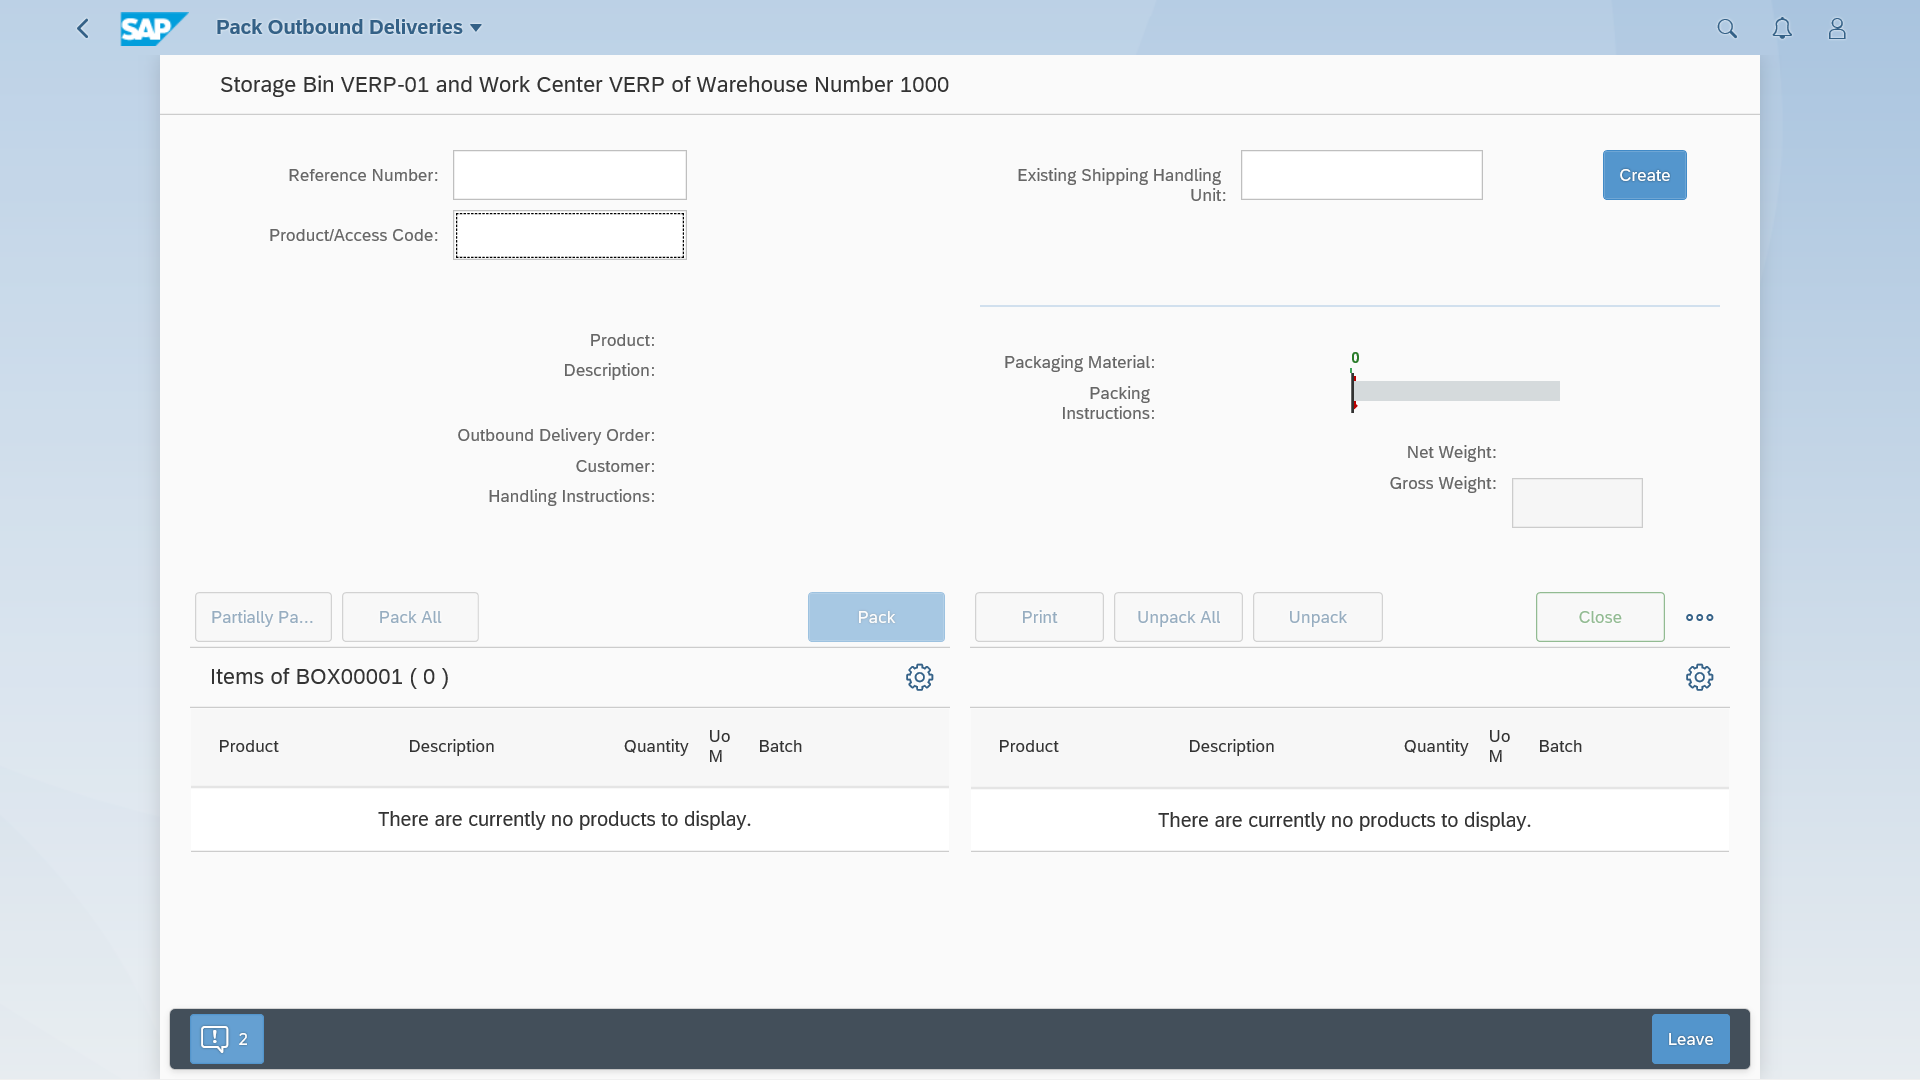 SAP
Pack Outbound Deliveries
Storage Bin VERP-01 and Work Center VERP of Warehouse Number 1000
Reference Number:
Existing Shipping Handling
Unit:
Create
Product/Access Code:
Product:
Description:
Outbound Delivery Order:
Customer:
Handling Instructions:
Packaging Material:
Packing
Instructions:
0
Net Weight:
Gross Weight:
Partially Pa...
Pack All
Pack
Print
Unpack All
Unpack
Close
Items of BOX00001 ( 0 )
Product
Description
Quantity
Uo
M
Batch
There are currently no products to display.
Product
Description
Quantity
Uo
M
Batch
There are currently no products to display.
2
Leave